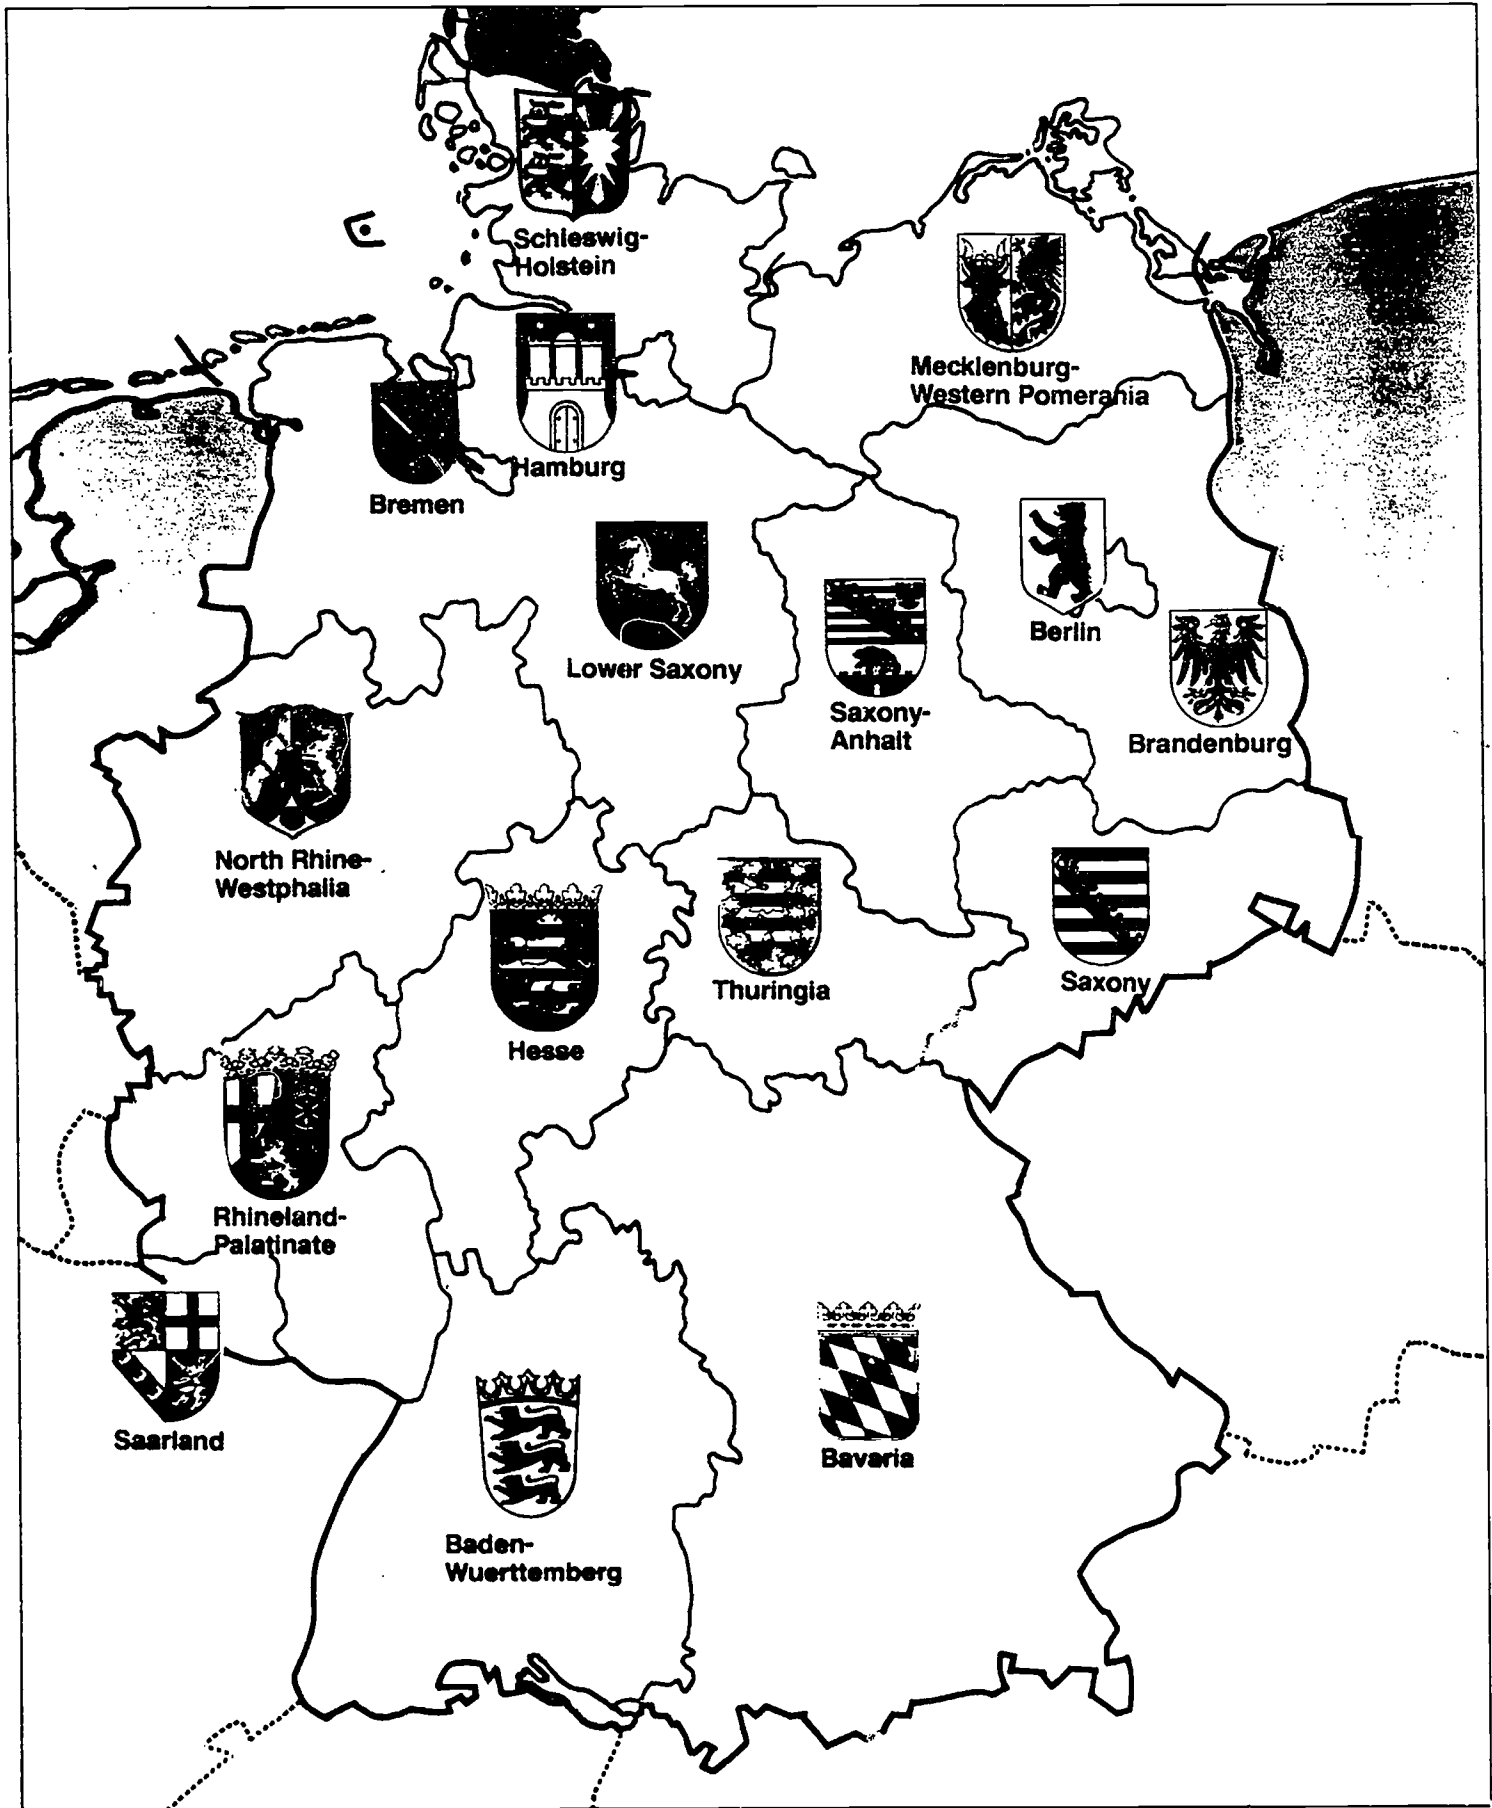 Schleswig-
Holstein
Mecklenburg-
Western Pomerania
Hamburg
Bremen
Berlin
Lower Saxony
Saxony-
Anhalt
Brandenburg
North Rhine-
Westphalia
Saxony
Thuringia
Hesse
Rhineland-
Palatinate
Saarland
Bavaria
Baden-
Wuerttemberg